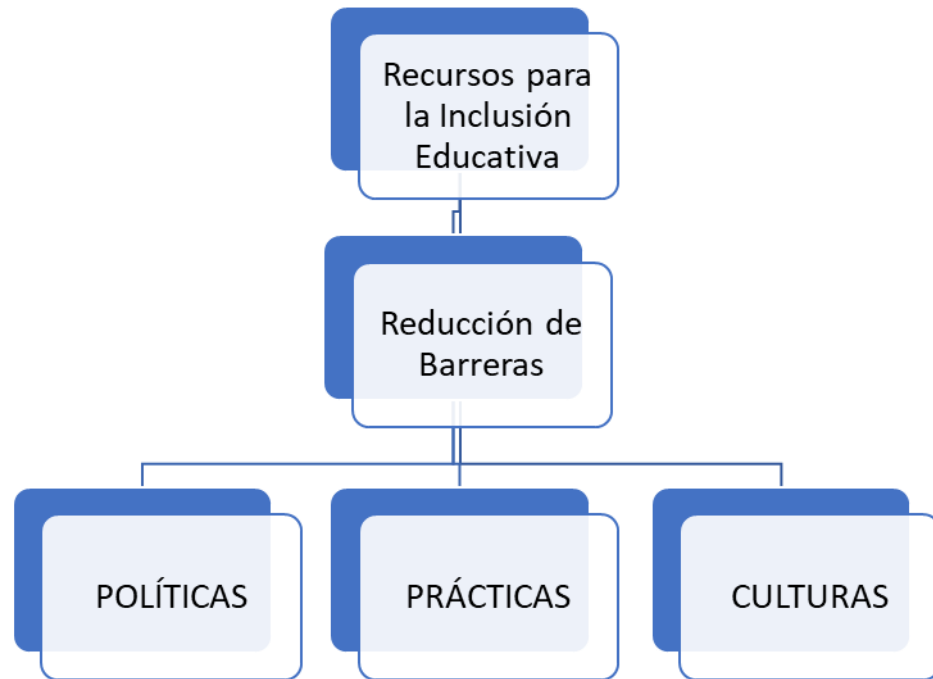 Recursos para
la Inclusión
Educativa
Reducción de
Barreras
POLÍTICAS
PRÁCTICAS
CULTURAS